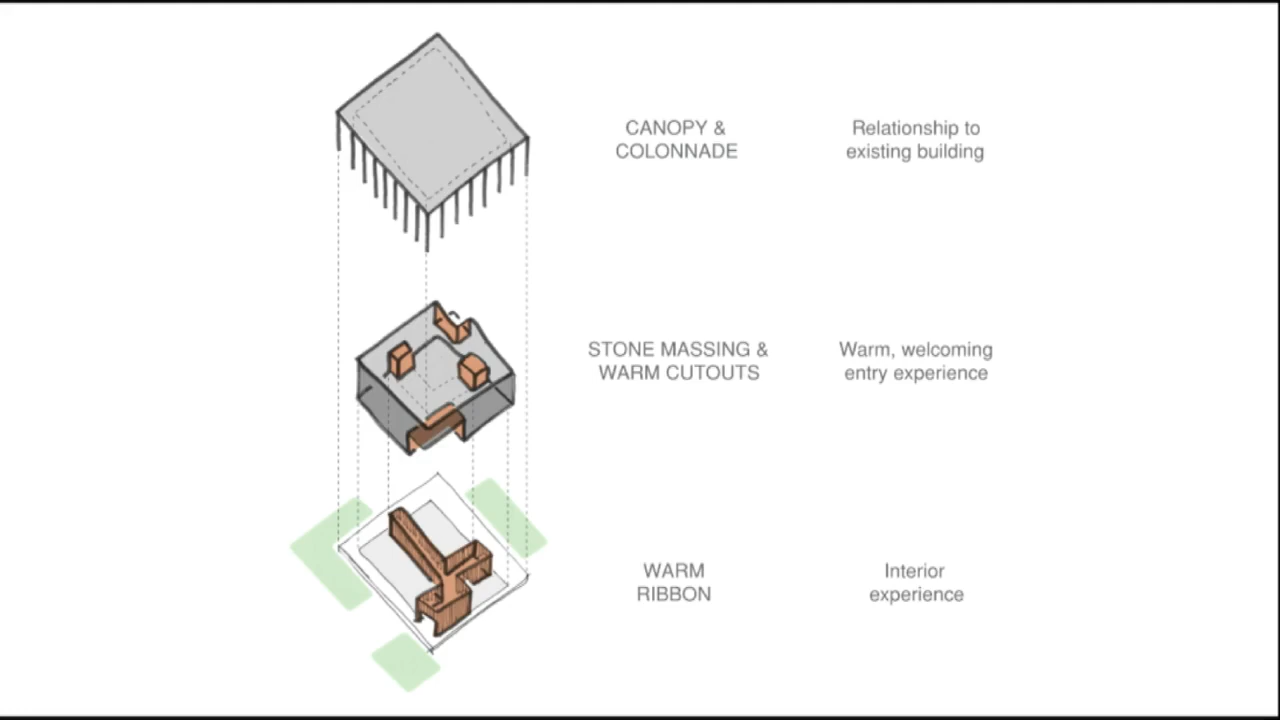 CANOPY &
COLONNADE
Relationship to
existing building
STONE MASSING &
WARM CUTOUTS
Warm, welcoming
entry experience
WARM
RIBBON
Interior
experience